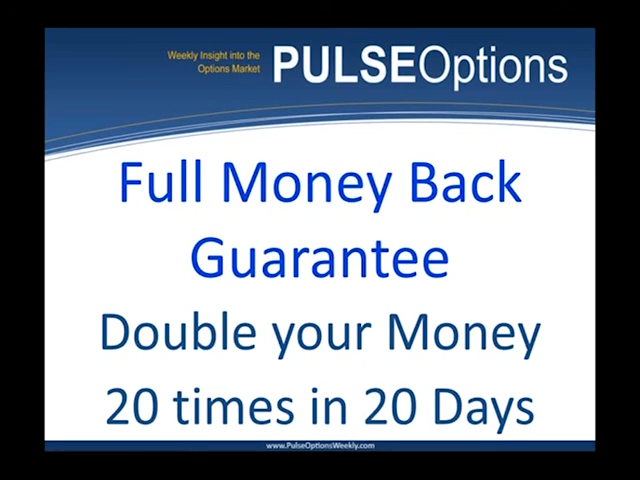 Weekly Insight into the
Options Market
PULSEOptions
Full Money Back
Guarantee
Double your Money
20 times in 20 Days
www.PulseOptionsWeekly.com